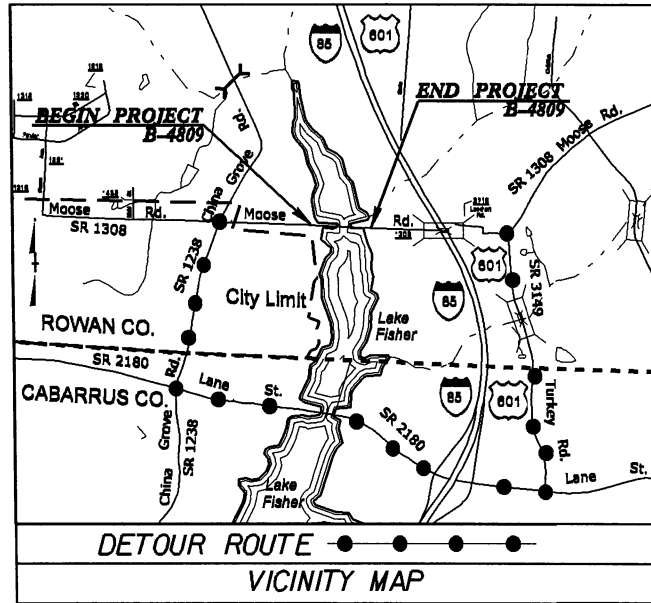 85
601
END PROJECT
B-4809
BEGIN PROJECT
B-4809
SR 1308 Moose Rd.
China Grove Rd.
Moose Rd.
SR 1308
Moose Rd.
SR 1238
601
SR 3149
City Limit
85
Lake
Fisher
ROWAN CO.
SR 2180
CABARRUS CO.
Lane St.
85
601
Turkey
Rd.
SR 2180
China Grove Rd.
SR 1238
Lane St.
Lake
Fisher
DETOUR ROUTE
VICINITY MAP